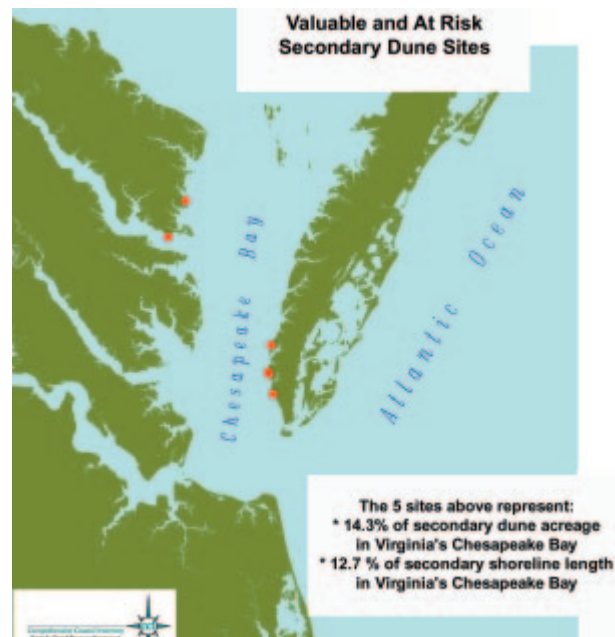 Valuable and At Risk
Secondary Dune Sites
Chesapeake Bay
Atlantic Ocean
The 5 sites above represent:
* 14.3% of secondary dune acreage
in Virginia's Chesapeake Bay
* 12.7 % of secondary shoreline length
in Virginia's Chesapeake Bay